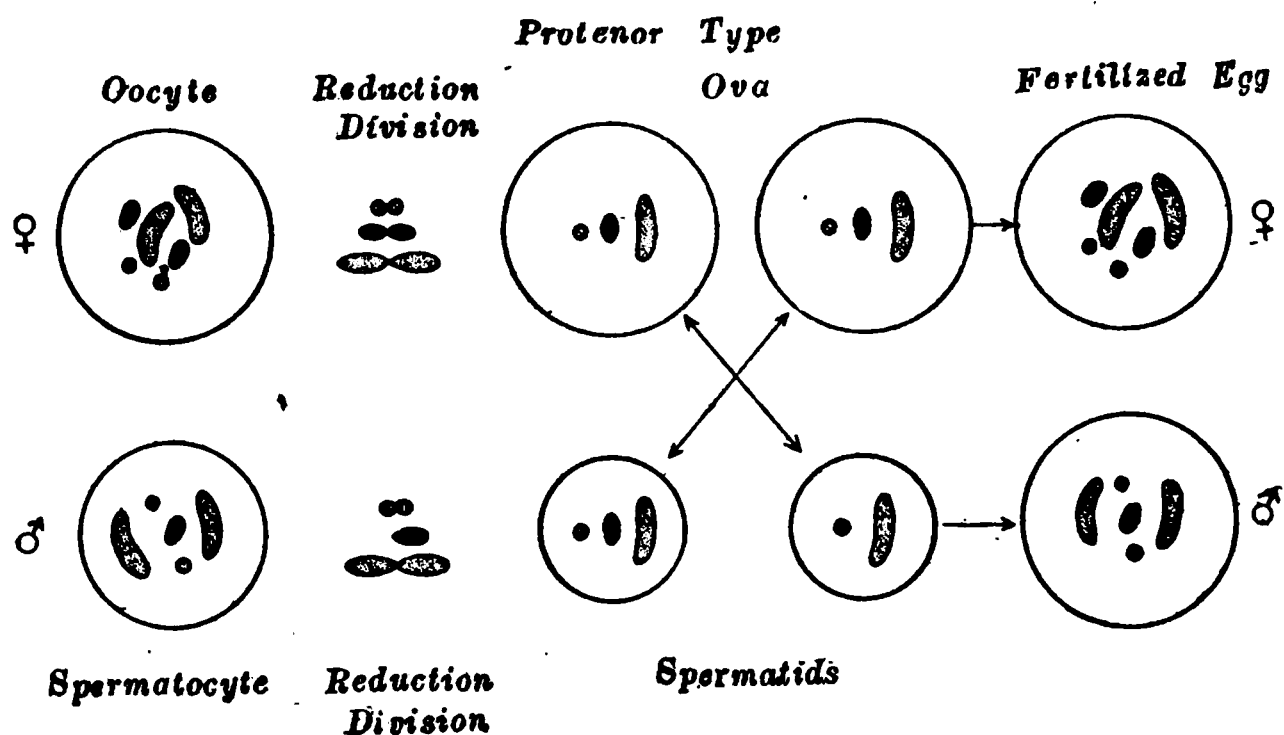 Protenor Type
Oocyte
Reduction
Division
Ova
Fertilized Egg
♀
♀
♂
♂
Spermatocyte
Reduction
Division
Spermatids